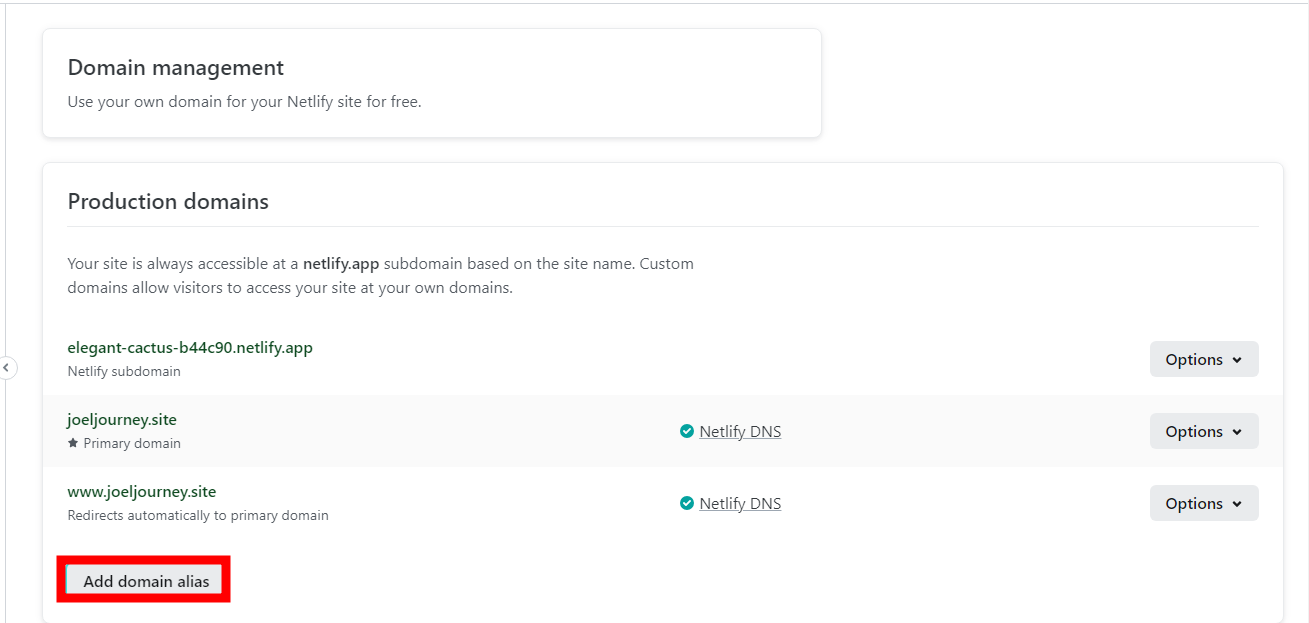 Domain management
Use your own domain for your Netlify site for free.
Production domains
Your site is always accessible at a netlify.app subdomain based on the site name. Custom
domains allow visitors to access your site at your own domains.
elegant-cactus-b44c90.netlify.app
Netlify subdomain
Options
joeljourney.site
Primary domain
Netlify DNS
Options
www.joeljourney.site
Redirects automatically to primary domain
Netlify DNS
Options
Add domain alias